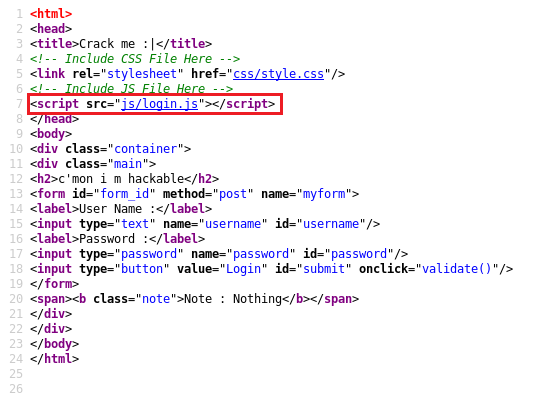 1 <html>
2 <head>
3 <title>Crack me :|</title>
4 <!-- Include CSS File Here -->
5 <link rel="stylesheet" href="css/style.css"/>
6 <!-- Include JS File Here -->
7 <script src="js/login.js"></script>
8 </head>
9 <body>
10 <div class="container">
11 <div class="main">
12 <h2>c'mon i m hackable</h2>
13 <form id="form_id" method="post" name="myform">
14 <label>User Name :</label>
15 <input type="text" name="username" id="username"/>
16 <label>Password :</label>
17 <input type="password" name="password" id="password"/>
18 <input type="button" value="Login" id="submit" onclick="validate()"/>
19 </form>
20 <span><b class="note">Note : Nothing</b></span>
21 </div>
22 </div>
23 </body>
24 </html>
25
26